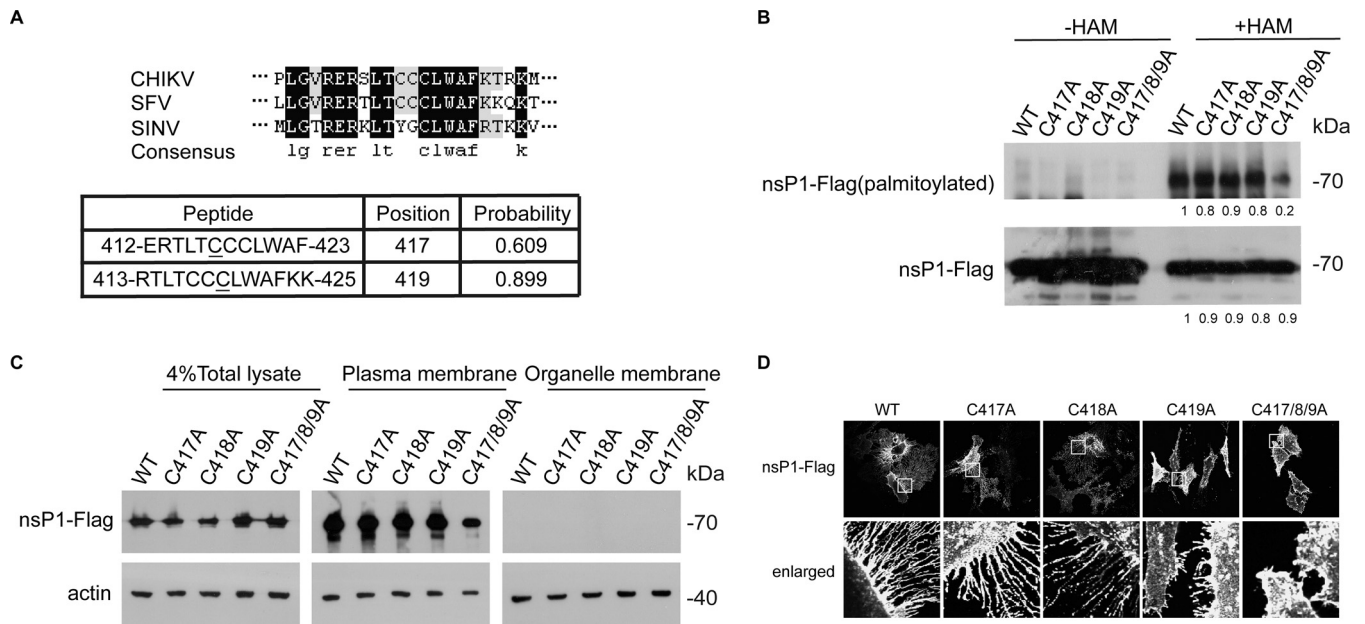 A
CHIKV ··· PLGVRERSLTCCCLWAFKTRKM ···
SFV ··· LLGVRERTLTCCCLWAFKKQKT ···
SINV ··· MLGTRERKLTYGCLWAFRTKKV ···
Consensus lg rer lt clwaf k
Peptide Position Probability
412-ERTLTCCCLWAF-423 417 0.609
413-RTLTCCCLWAFKK-425 419 0.899
B
-HAM +HAM
WT C417A C418A C419A C417/8/9A WT C417A C418A C419A C417/8/9A kDa
nsP1-Flag(palmitoylated) -70
1 0.8 0.9 0.8 0.2
nsP1-Flag -70
1 0.9 0.9 0.8 0.9
C
4%Total lysate Plasma membrane Organelle membrane
WT C417A C418A C419A C417/8/9A WT C417A C418A C419A C417/8/9A WT C417A C418A C419A C417/8/9A kDa
nsP1-Flag -70
actin -40
D
WT C417A C418A C419A C417/8/9A
nsP1-Flag
enlarged